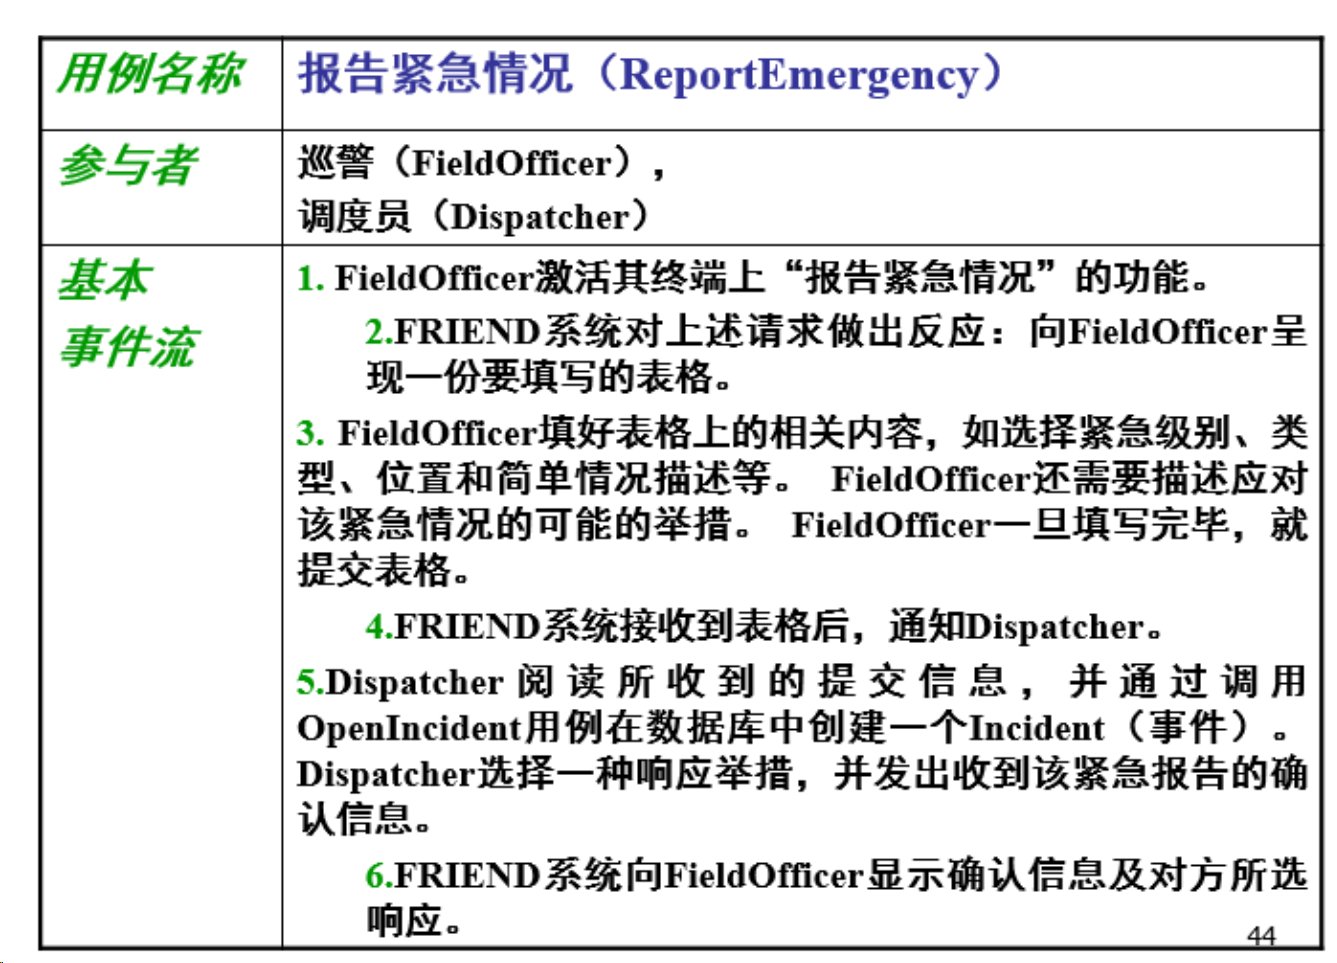 用例名称
报告紧急情况（ReportEmergency）
参与者
巡警（FieldOfficer），
调度员（Dispatcher）
基本
事件流
1. FieldOfficer激活其终端上“报告紧急情况”的功能。
2.FRIEND系统对上述请求做出反应：向FieldOfficer呈
现一份要填写的表格。
3. FieldOfficer填好表格上的相关内容，如选择紧急级别、类
型、位置和简单情况描述等。 FieldOfficer还需要描述应对
该紧急情况的可能的举措。 FieldOfficer一旦填写完毕，就
提交表格。
4.FRIEND系统接收到表格后，通知Dispatcher。
5.Dispatcher 阅读所收到的提交信息，并通过调用
OpenIncident用例在数据库中创建一个Incident（事件）。
Dispatcher选择一种响应举措，并发出收到该紧急报告的确
认信息。
6.FRIEND系统向FieldOfficer显示确认信息及对方所选
响应。
44